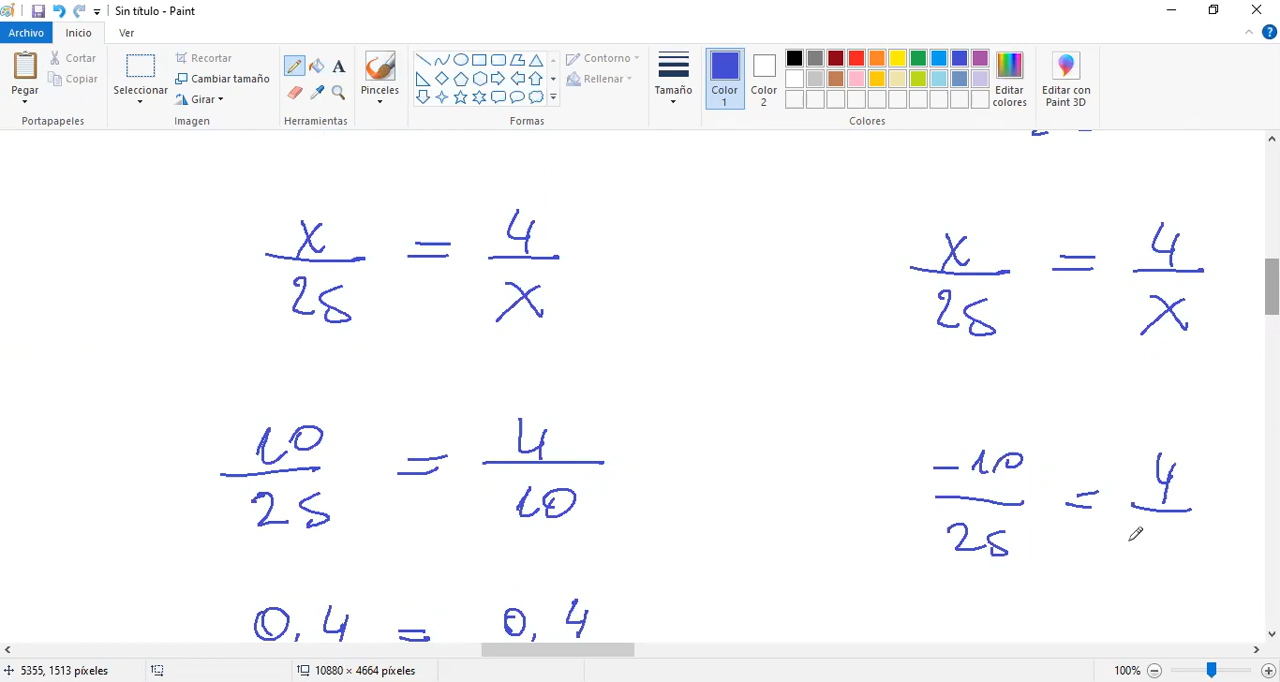 Sin título - Paint
Archivo Inicio Ver
Pegar
Cortar
Copiar
Portapapeles
Seleccionar
Recortar
Cambiar tamaño
Girar
Imagen
A
Herramientas
Pinceles
Contorno
Rellenar
Formas
Tamaño
Color 1
Color 2
Editar colores
Editar con Paint 3D
Colores
x/25 = 4/x
x/25 = 4/x
10/25 = 4/10
-10/25 = 4/
0,4 = 0,4
5355, 1513 píxeles
10880 × 4664 píxeles
100%